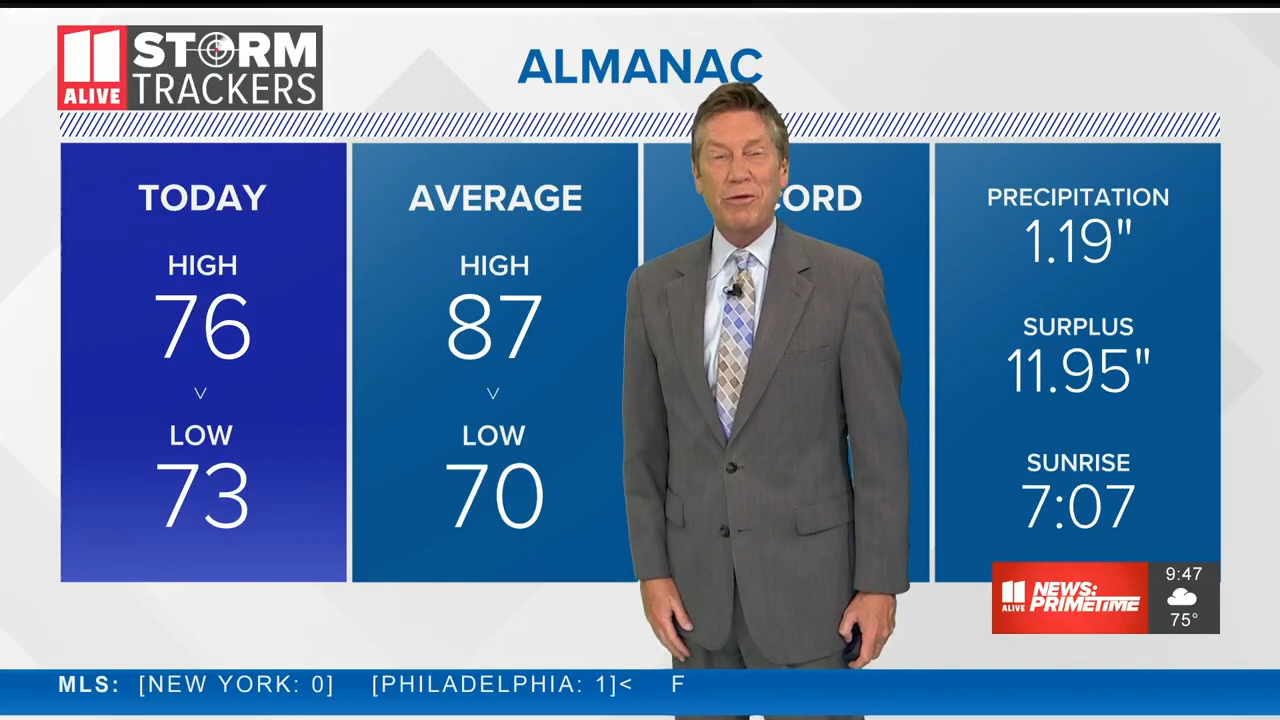 11 ALIVE
STORM
TRACKERS
ALMANAC
TODAY
HIGH
76
LOW
73
AVERAGE
HIGH
87
LOW
70
CORD
PRECIPITATION
1.19"
SURPLUS
11.95"
SUNRISE
7:07
11 ALIVE
NEWS:
PRIMETIME
9:47
75°
MLS: [NEW YORK: 0] [PHILADELPHIA: 1]< F